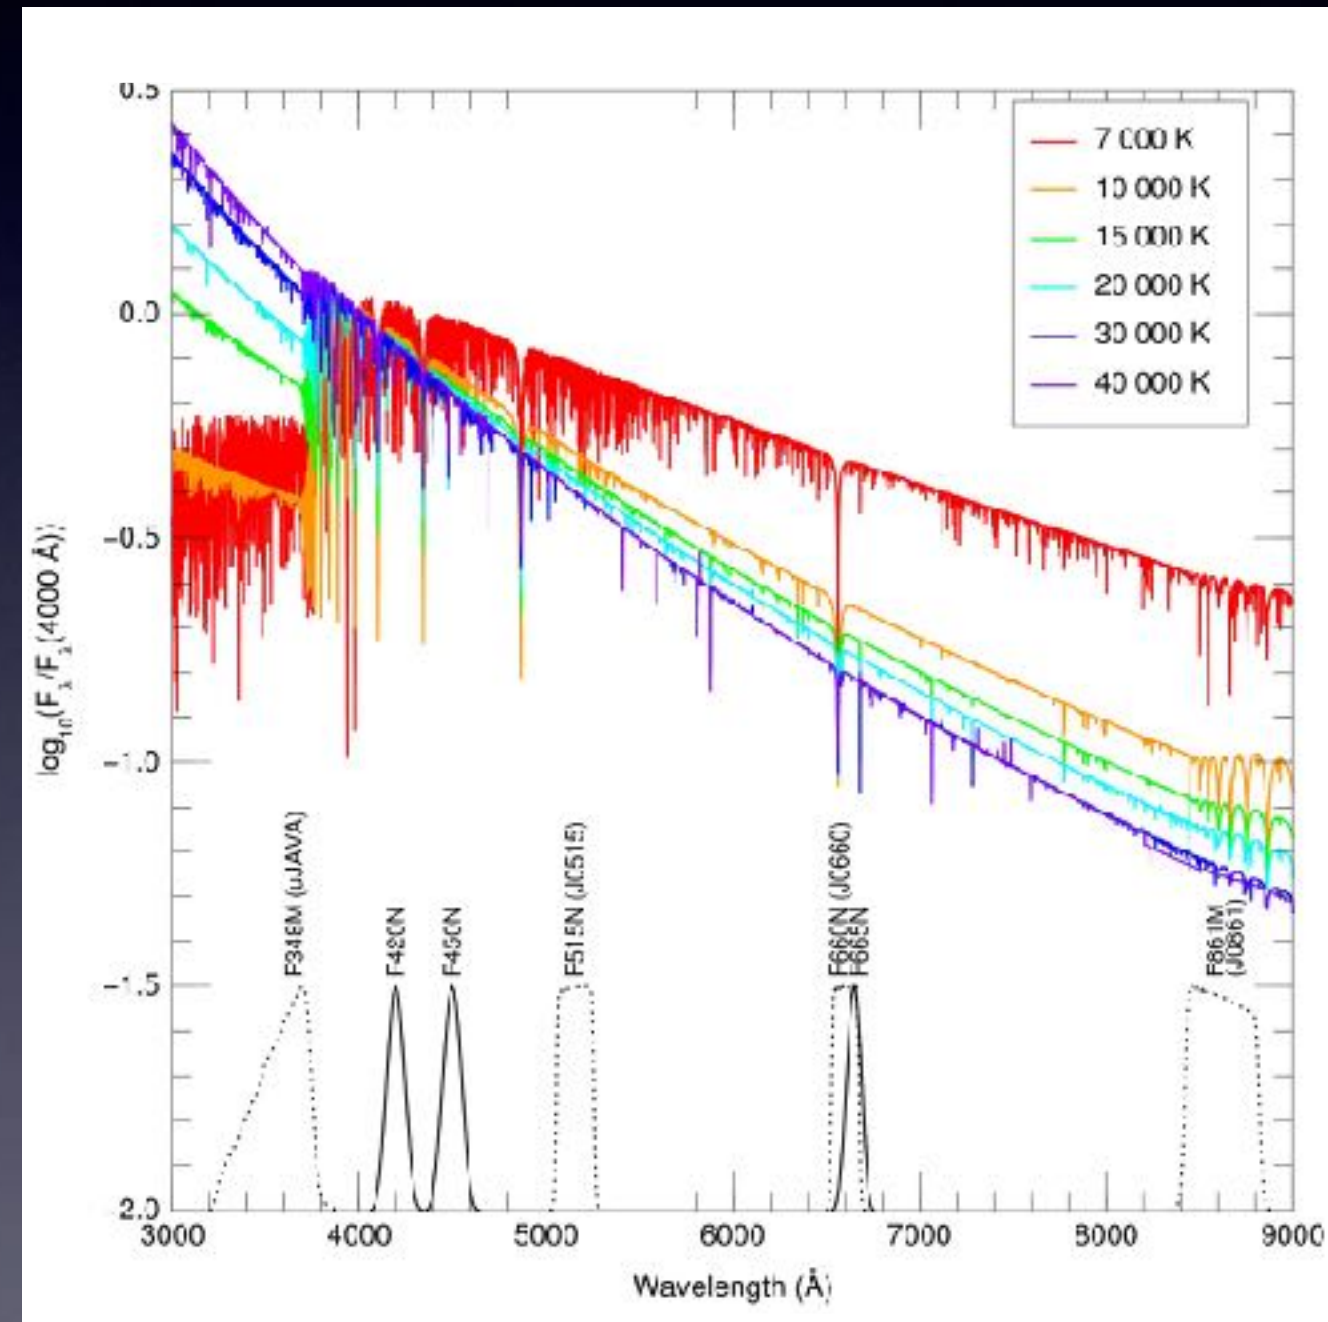 0.5
0.0
−0.5
−1.0
−1.5
−2.0
log10(Fλ/Fλ(4000 Å))
7 000 K
10 000 K
15 000 K
20 000 K
30 000 K
40 000 K
F348M (uJAVA)
F420N
F450N
F515N (J0515)
F660N (J0660)
F665N
F861M
(J0861)
3000
4000
5000
6000
7000
8000
9000
Wavelength (Å)